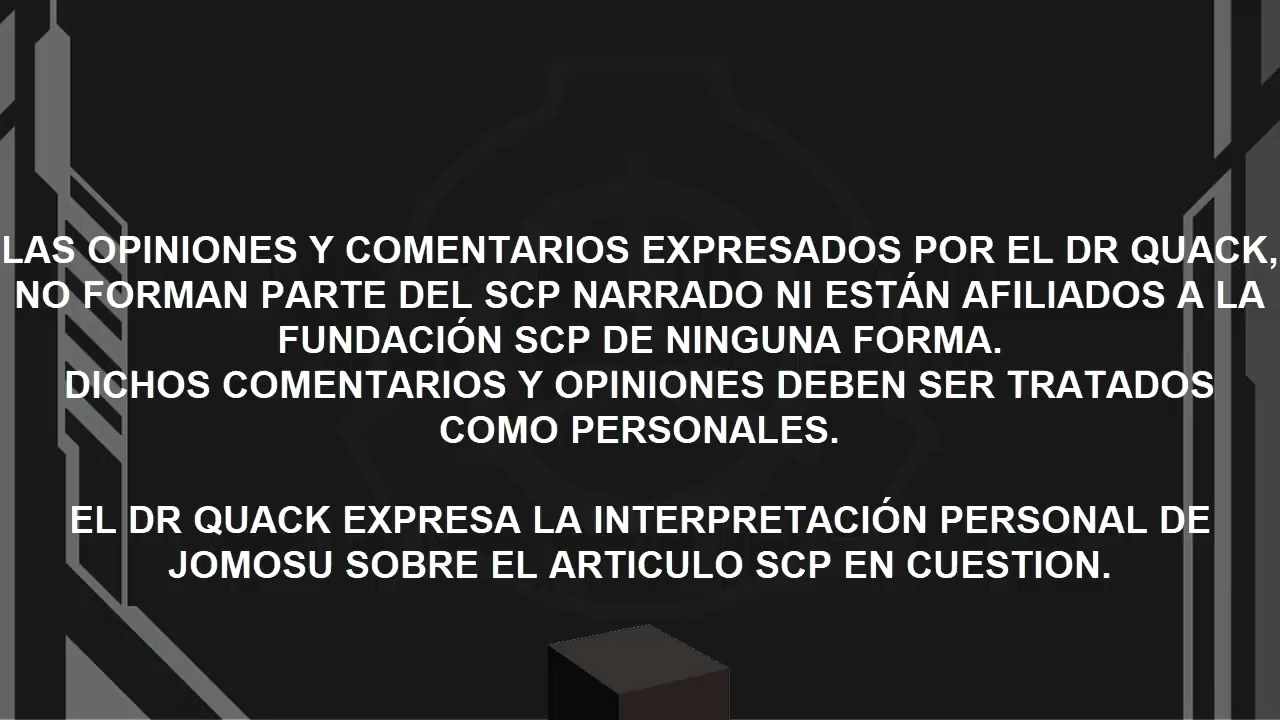 LAS OPINIONES Y COMENTARIOS EXPRESADOS POR EL DR QUACK,
NO FORMAN PARTE DEL SCP NARRADO NI ESTÁN AFILIADOS A LA
FUNDACIÓN SCP DE NINGUNA FORMA.
DICHOS COMENTARIOS Y OPINIONES DEBEN SER TRATADOS
COMO PERSONALES.
EL DR QUACK EXPRESA LA INTERPRETACIÓN PERSONAL DE
JOMOSU SOBRE EL ARTICULO SCP EN CUESTION.